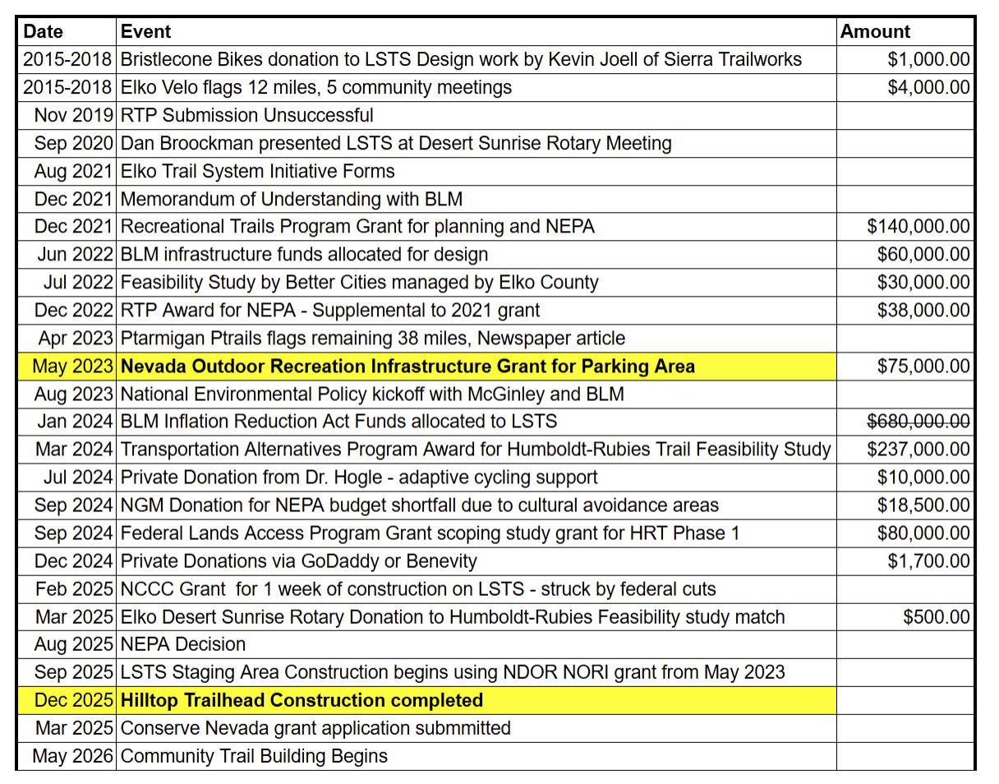 Date Event Amount
2015-2018 Bristlecone Bikes donation to LSTS Design work by Kevin Joell of Sierra Trailworks $1,000.00
2015-2018 Elko Velo flags 12 miles, 5 community meetings $4,000.00
Nov 2019 RTP Submission Unsuccessful
Sep 2020 Dan Broockman presented LSTS at Desert Sunrise Rotary Meeting
Aug 2021 Elko Trail System Initiative Forms
Dec 2021 Memorandum of Understanding with BLM
Dec 2021 Recreational Trails Program Grant for planning and NEPA $140,000.00
Jun 2022 BLM infrastructure funds allocated for design $60,000.00
Jul 2022 Feasibility Study by Better Cities managed by Elko County $30,000.00
Dec 2022 RTP Award for NEPA - Supplemental to 2021 grant $38,000.00
Apr 2023 Ptarmigan Ptrails flags remaining 38 miles, Newspaper article
May 2023 Nevada Outdoor Recreation Infrastructure Grant for Parking Area $75,000.00
Aug 2023 National Environmental Policy kickoff with McGinley and BLM
Jan 2024 BLM Inflation Reduction Act Funds allocated to LSTS $680,000.00
Mar 2024 Transportation Alternatives Program Award for Humboldt-Rubies Trail Feasibility Study $237,000.00
Jul 2024 Private Donation from Dr. Hogle - adaptive cycling support $10,000.00
Sep 2024 NGM Donation for NEPA budget shortfall due to cultural avoidance areas $18,500.00
Sep 2024 Federal Lands Access Program Grant scoping study grant for HRT Phase 1 $80,000.00
Dec 2024 Private Donations via GoDaddy or Benevity $1,700.00
Feb 2025 NCCC Grant  for 1 week of construction on LSTS - struck by federal cuts
Mar 2025 Elko Desert Sunrise Rotary Donation to Humboldt-Rubies Feasibility study match $500.00
Aug 2025 NEPA Decision
Sep 2025 LSTS Staging Area Construction begins using NDOR NORI grant from May 2023
Dec 2025 Hilltop Trailhead Construction completed
Mar 2025 Conserve Nevada grant application submmitted
May 2026 Community Trail Building Begins